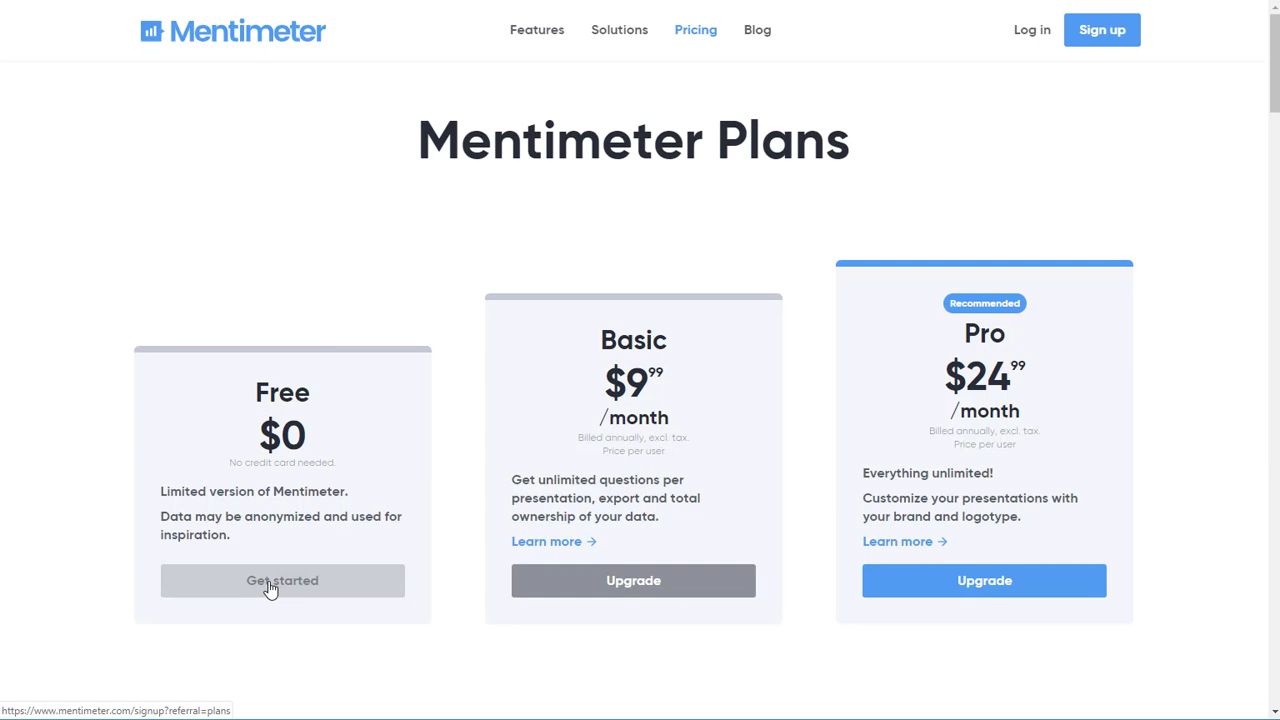 Mentimeter
Features
Solutions
Pricing
Blog
Log in
Sign up
Mentimeter Plans
Free
$0
No credit card needed.
Limited version of Mentimeter.
Data may be anonymized and used for
inspiration.
Get started
Basic
$9 99
/month
Billed annually, excl. tax.
Price per user
Get unlimited questions per
presentation, export and total
ownership of your data.
Learn more →
Upgrade
Recommended
Pro
$24 99
/month
Billed annually, excl. tax.
Price per user
Everything unlimited!
Customize your presentations with
your brand and logotype.
Learn more →
Upgrade
https://www.mentimeter.com/signup?referral=plans